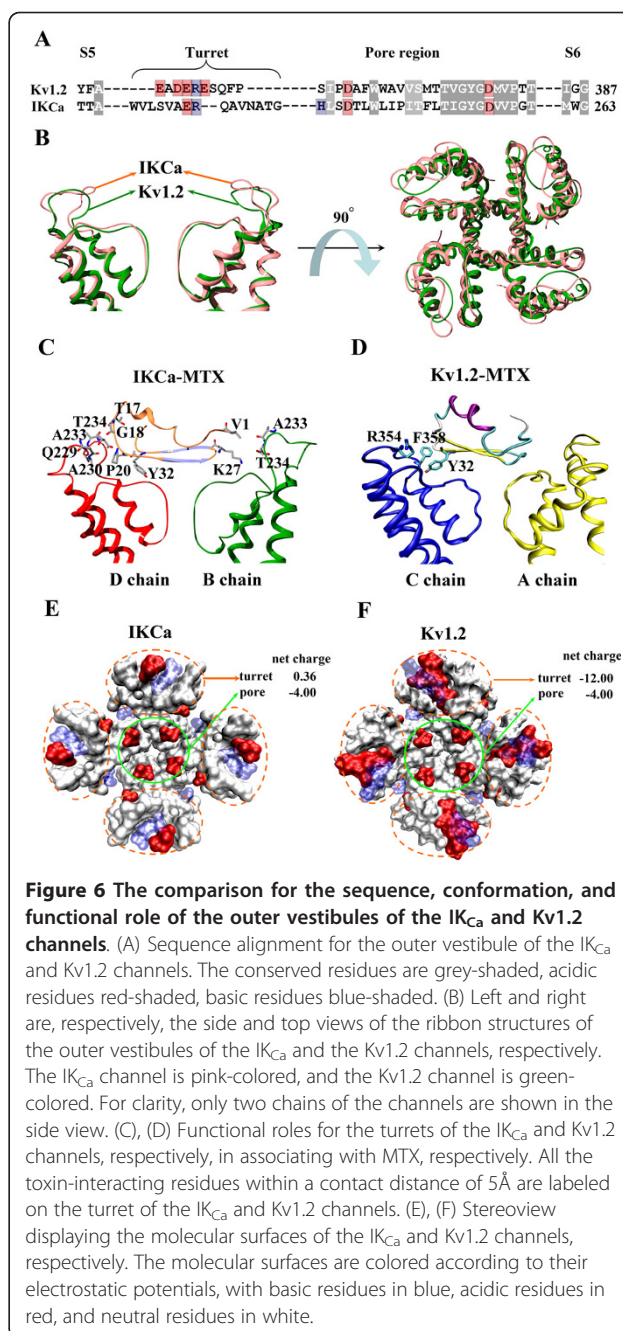 A
S5 Turret Pore region S6
Kv1.2 YFA------EADERESQFP-----SIPDAFWWAVVSMTTVGYGDMVPTT---IGG 387
IKCa TTA---WVLSVAER--QAVNATG---HLSDTLWLIPITFLTIGYGDVVPGT---MWG 263
B
IKCa
Kv1.2
90°
C D
IKCa-MTX Kv1.2-MTX
T234 T17 V1 A233
A233 G18
Q229 T234
A230 P20 Y32 K27
R354 F358 Y32
D chain B chain C chain A chain
E F
IKCa Kv1.2
net charge
turret 0.36
pore -4.00
net charge
turret -12.00
pore -4.00
Figure 6 The comparison for the sequence, conformation, and
functional role of the outer vestibules of the IKCa and Kv1.2
channels. (A) Sequence alignment for the outer vestibule of the IKCa
and Kv1.2 channels. The conserved residues are grey-shaded, acidic
residues red-shaded, basic residues blue-shaded. (B) Left and right
are, respectively, the side and top views of the ribbon structures of
the outer vestibules of the IKCa and the Kv1.2 channels, respectively.
The IKCa channel is pink-colored, and the Kv1.2 channel is green-
colored. For clarity, only two chains of the channels are shown in the
side view. (C), (D) Functional roles for the turrets of the IKCa and Kv1.2
channels, respectively, in associating with MTX, respectively. All the
toxin-interacting residues within a contact distance of 5Å are labeled
on the turret of the IKCa and Kv1.2 channels. (E), (F) Stereoview
displaying the molecular surfaces of the IKCa and Kv1.2 channels,
respectively. The molecular surfaces are colored according to their
electrostatic potentials, with basic residues in blue, acidic residues in
red, and neutral residues in white.